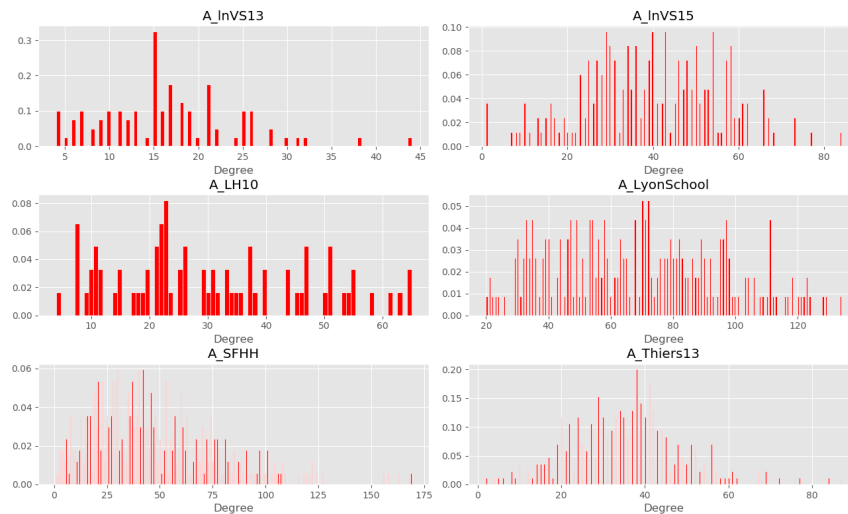 A_InVS13
0.3
0.2
0.1
0.0
5 10 15 20 25 30 35 40 45
Degree
A_InVS15
0.10
0.08
0.06
0.04
0.02
0.00
0 20 40 60 80
Degree
A_LH10
0.08
0.06
0.04
0.02
0.00
10 20 30 40 50 60
Degree
A_LyonSchool
0.05
0.04
0.03
0.02
0.01
0.00
20 40 60 80 100 120
Degree
A_SFHH
0.06
0.04
0.02
0.00
0 25 50 75 100 125 150 175
Degree
A_Thiers13
0.20
0.15
0.10
0.05
0.00
0 20 40 60 80
Degree